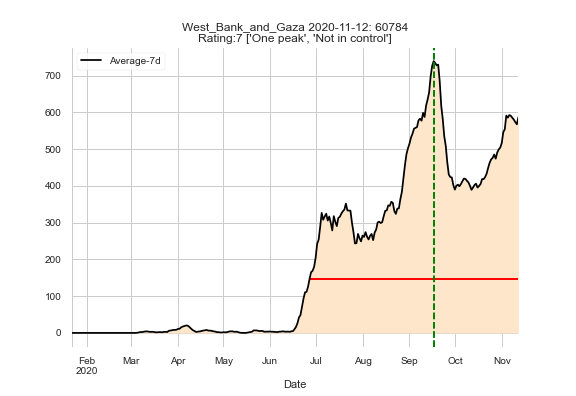 West_Bank_and_Gaza 2020-11-12: 60784
Rating:7 ['One peak', 'Not in control']
Average-7d
700
600
500
400
300
200
100
0
Feb Mar Apr May Jun Jul Aug Sep Oct Nov
2020
Date